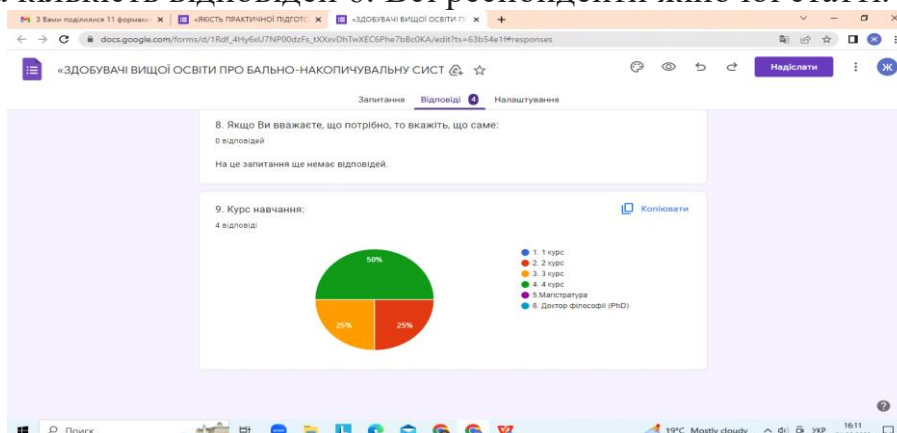 кількість відповідей 6. Всі респонденти жіночої статті.
3 Вами поділилися 11 формам
«ЯКІСТЬ ПРАКТИЧНОЇ ПІДГОТО
«ЗДОБУВАЧІ ВИЩОЇ ОСВІТИ П
docs.google.com/forms/d/1Rdf_4Hy6xU7NP00dzFs_tXXxvDhTwXEC6Phe7bBc0KA/edit?ts=63b54e1f#responses
«ЗДОБУВАЧІ ВИЩОЇ ОСВІТИ ПРО БАЛЬНО-НАКОПИЧУВАЛЬНУ СИСТ
Надіслати
Ж
Запитання Відповіді 4 Налаштування
8. Якщо Ви вважаєте, що потрібно, то вкажіть, що саме:
0 відповідей
На це запитання ще немає відповідей.
9. Курс навчання:
Копіювати
4 відповіді
50%
25%
25%
1. 1 курс
2. 2 курс
3. 3 курс
4. 4 курс
5.Магістратура
6. Доктор філософії (PhD)
Поиск
19°C Mostly cloudy
УКР
16:11